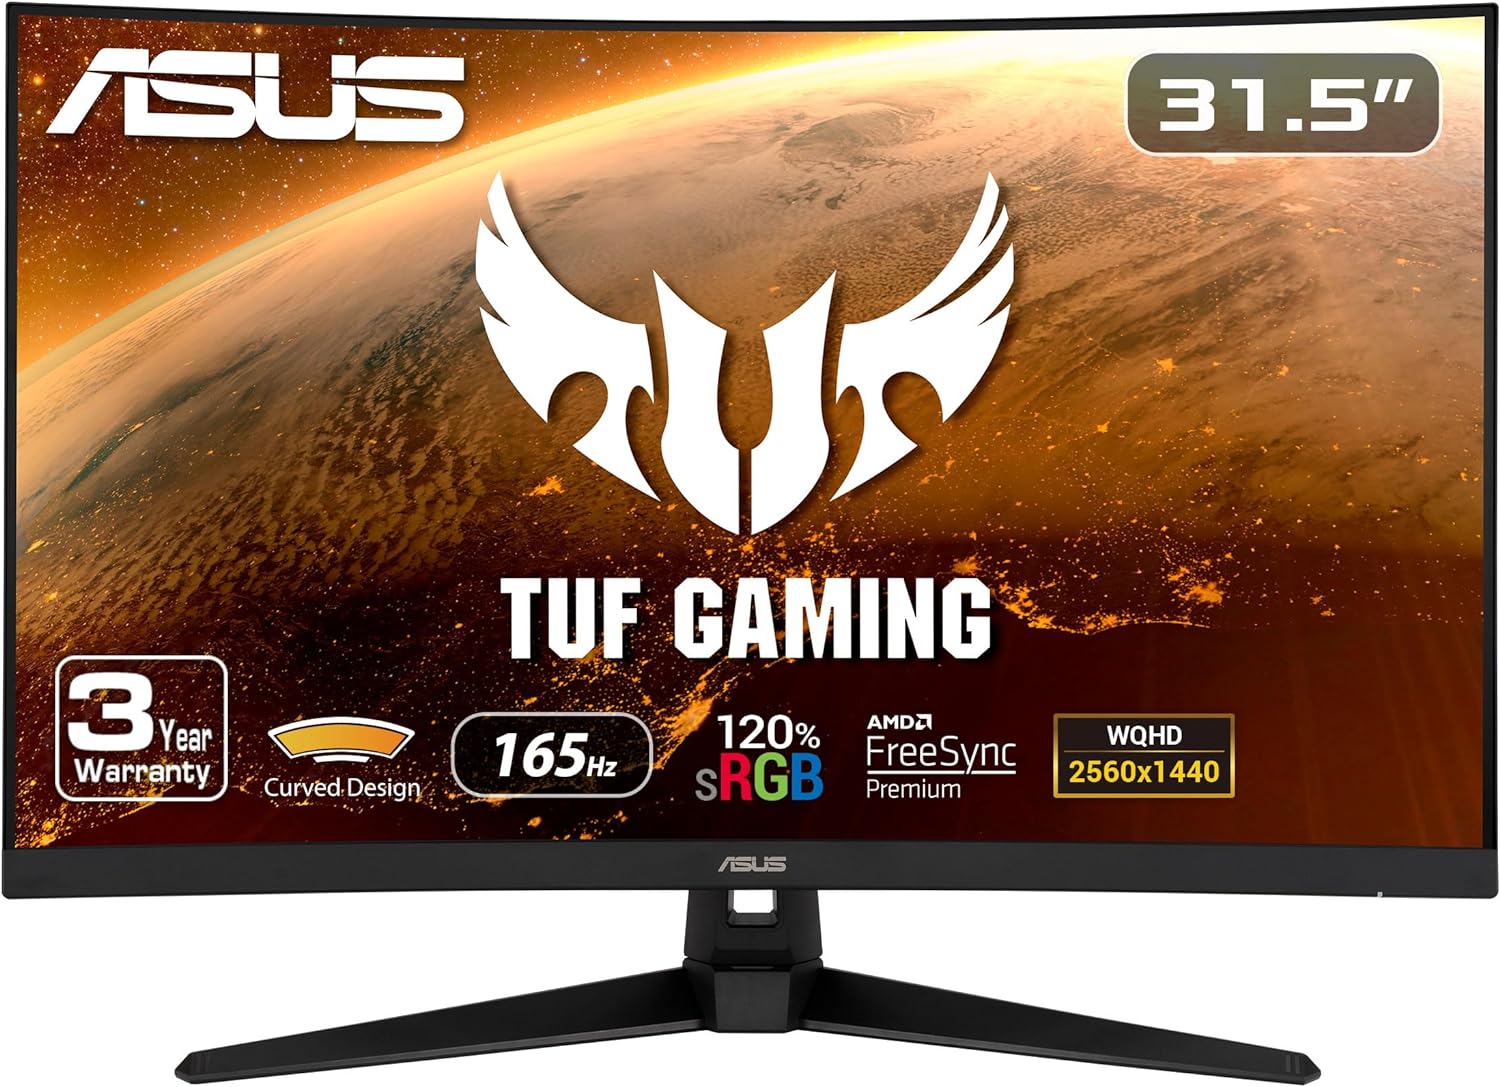 ASUS
31.5"
TUF GAMING
3 Year
Warranty
Curved Design
165Hz
120%
sRGB
AMD
FreeSync
Premium
WQHD
2560x1440
ASUS